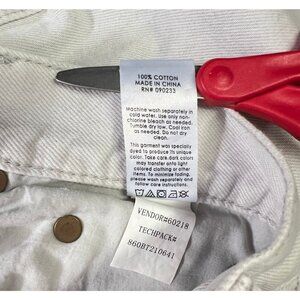 100% COTTON
MADE IN CHINA
RN# 090233
Machine wash separately in
cold water. Use only non-
chlorine bleach as needed.
Tumble dry low. Cool iron
as needed. Do not dry
clean.
This garment was specially
dyed to produce its unique
color. Take care, dark colors
may transfer onto light
colored clothing or other
items. To minimize fading,
please wash separately and
follow care instructions.
VENDOR#60218
TECHPACK#
860BT210641